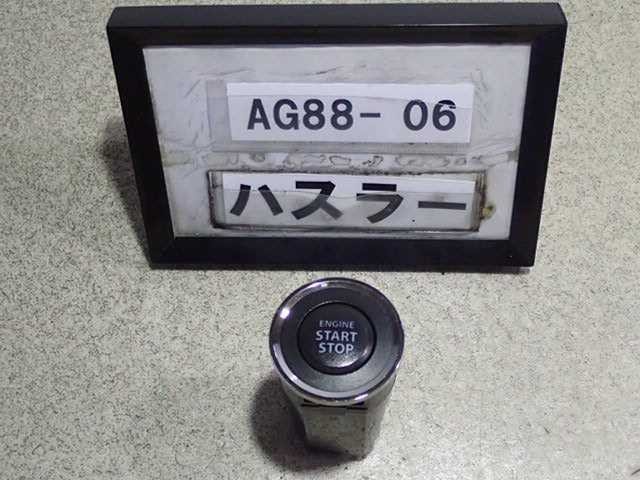 AG88- 06
ハスラー
ENGINE
START
STOP